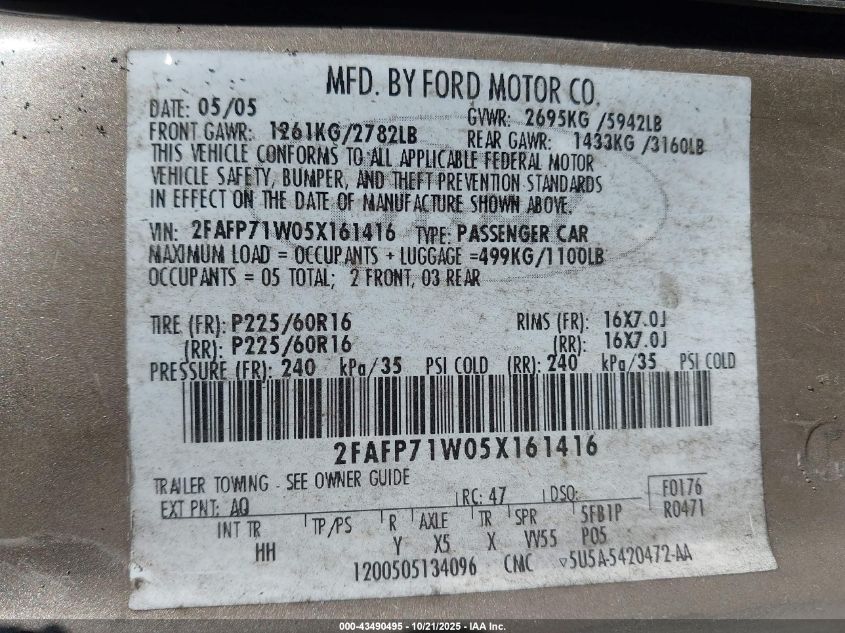 MFD. BY FORD MOTOR CO.
DATE: 05/05 GVWR: 2695KG /5942LB
FRONT GAWR: 1261KG/2782LB REAR GAWR: 1433KG /3160LB
THIS VEHICLE CONFORMS TO ALL APPLICABLE FEDERAL MOTOR
VEHICLE SAFETY, BUMPER, AND THEFT PREVENTION STANDARDS
IN EFFECT ON THE DATE OF MANUFACTURE SHOWN ABOVE.
VIN: 2FAFP71W05X161416 TYPE: PASSENGER CAR
MAXIMUM LOAD = OCCUPANTS + LUGGAGE =499KG/1100LB
OCCUPANTS = 05 TOTAL; 2 FRONT, 03 REAR
TIRE (FR): P225/60R16 RIMS (FR): 16X7.0J
(RR): P225/60R16 (RR): 16X7.0J
PRESSURE (FR): 240 kPa/35 PSI COLD (RR): 240 kPa/35 PSI COLD
2FAFP71W05X161416
TRAILER TOWING - SEE OWNER GUIDE
EXT PNT: AQ RC: 47 DSO: F0176
R0471
INT TR TP/PS R AXLE TR SPR 5FB1P
HH Y X5 X VV55 P05
1200505134096 CMC ▽5U5A-5420472-AA
000-43490495 - 10/21/2025 - IAA Inc.